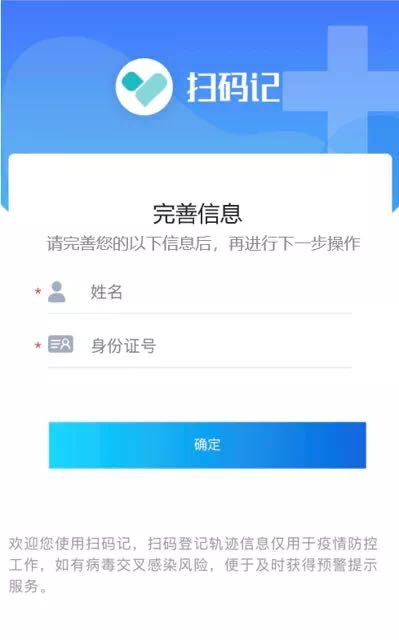 扫码记
完善信息
请完善您的以下信息后，再进行下一步操作
* 姓名
* 身份证号
确定
欢迎您使用扫码记，扫码登记轨迹信息仅用于疫情防控
工作，如有病毒交叉感染风险，便于及时获得预警提示
服务。